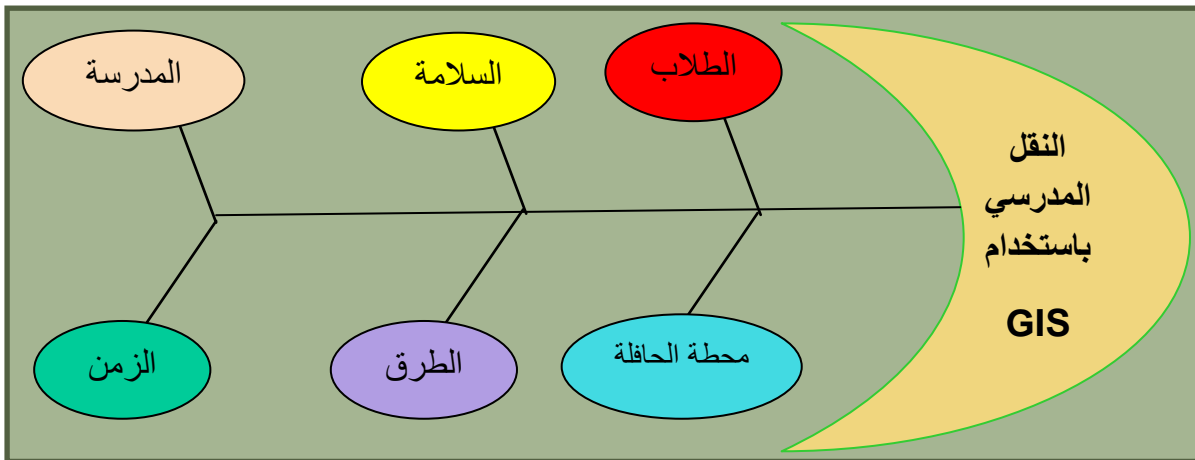 الطلاب
السلامة
المدرسة
النقل
المدرسي
باستخدام
GIS
محطة الحافلة
الطرق
الزمن